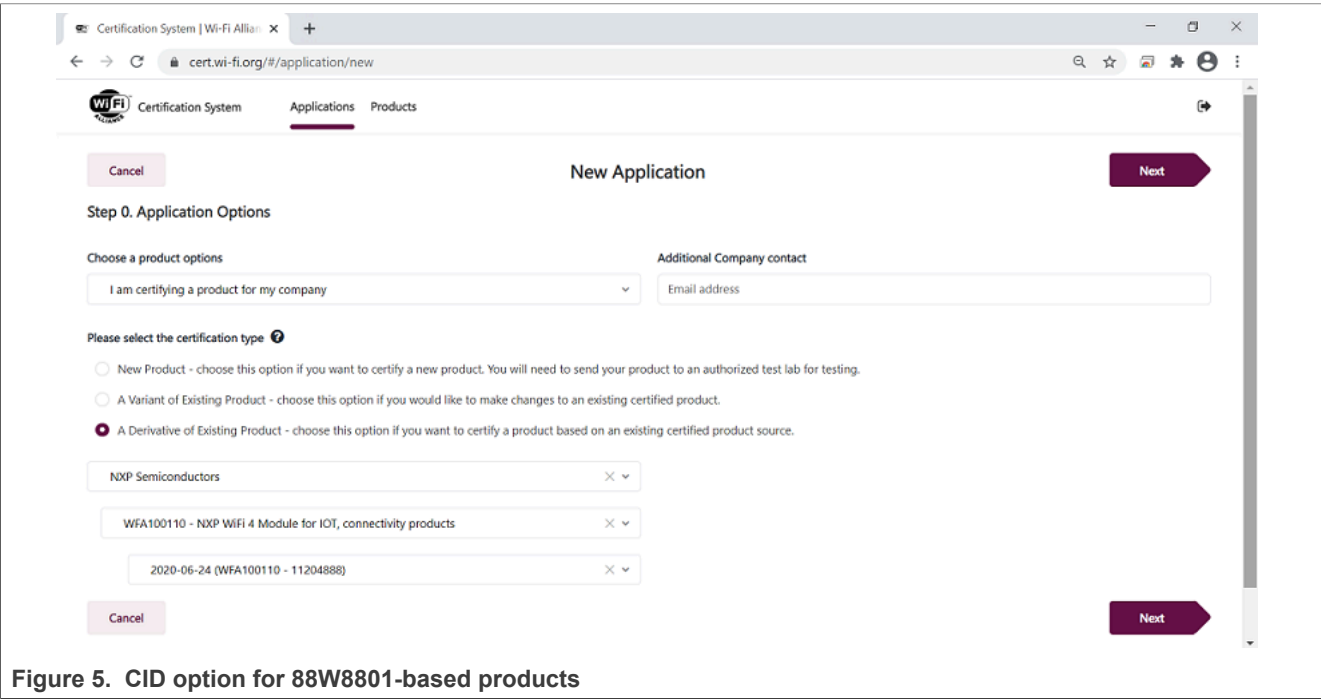 Certification System | Wi-Fi Allian
cert.wi-fi.org/#/application/new
Wi Fi ALLIANCE Certification System Applications Products
Cancel New Application Next
Step 0. Application Options
Choose a product options Additional Company contact
I am certifying a product for my company Email address
Please select the certification type
New Product - choose this option if you want to certify a new product. You will need to send your product to an authorized test lab for testing.
A Variant of Existing Product - choose this option if you would like to make changes to an existing certified product.
A Derivative of Existing Product - choose this option if you want to certify a product based on an existing certified product source.
NXP Semiconductors
WFA100110 - NXP WiFi 4 Module for IOT, connectivity products
2020-06-24 (WFA100110 - 11204888)
Cancel Next
Figure 5. CID option for 88W8801-based products